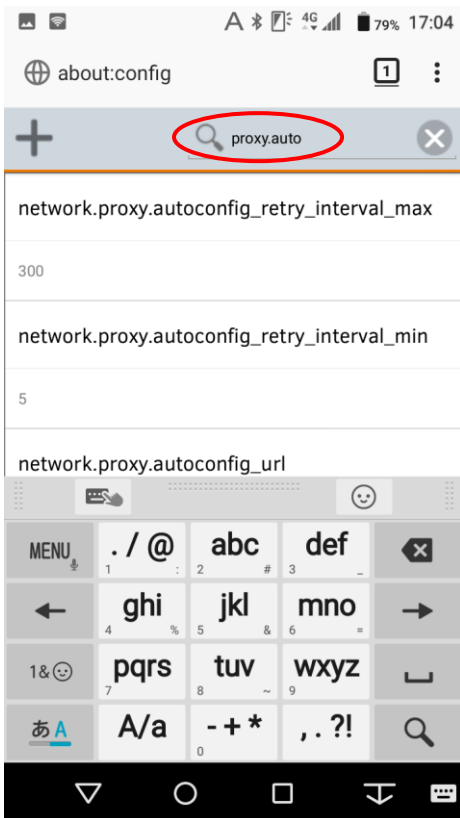 A 4G 79% 17:04
about:config 1
proxy.auto
network.proxy.autoconfig_retry_interval_max
300
network.proxy.autoconfig_retry_interval_min
5
network.proxy.autoconfig_url
MENU . / @ 1 : abc 2 # def 3 _
ghi 4 % jkl 5 & mno 6 =
1& pqrs 7 tuv 8 ~ wxyz 9
あA A/a - + * 0 , . ?!